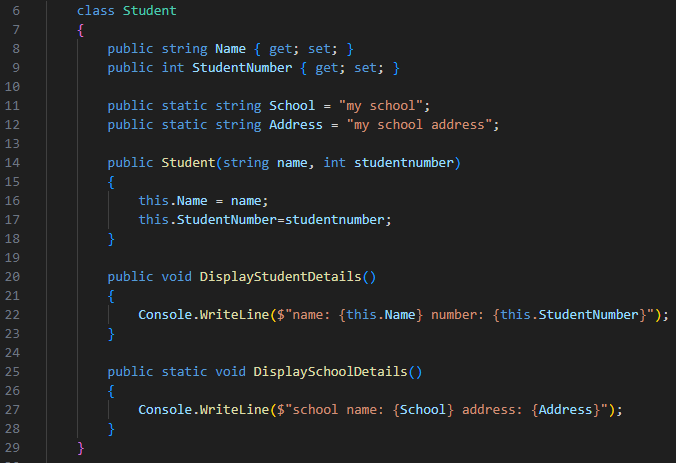 6 class Student
7 {
8 public string Name { get; set; }
9 public int StudentNumber { get; set; }
10
11 public static string School = "my school";
12 public static string Address = "my school address";
13
14 public Student(string name, int studentnumber)
15 {
16 this.Name = name;
17 this.StudentNumber=studentnumber;
18 }
19
20 public void DisplayStudentDetails()
21 {
22 Console.WriteLine($"name: {this.Name} number: {this.StudentNumber}");
23 }
24
25 public static void DisplaySchoolDetails()
26 {
27 Console.WriteLine($"school name: {School} address: {Address}");
28 }
29 }